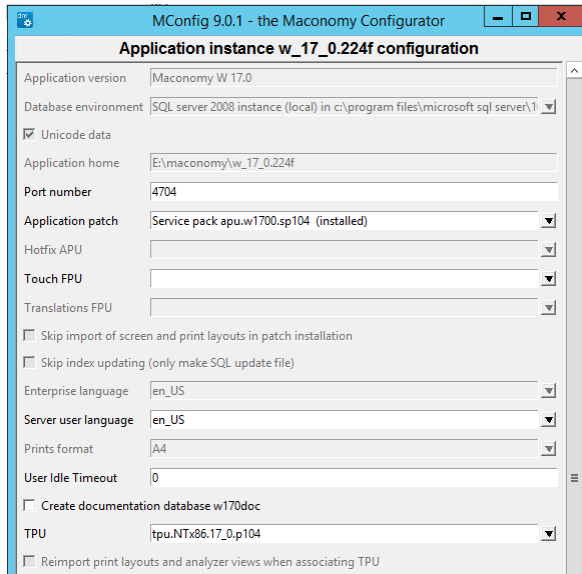 dm
MConfig 9.0.1 - the Maconomy Configurator
Application instance w_17_0.224f configuration
Application version Maconomy W 17.0
Database environment SQL server 2008 instance (local) in c:\program files\microsoft sql server\1
Unicode data
Application home E:\maconomy\w_17_0.224f
Port number 4704
Application patch Service pack apu.w1700.sp104 (installed)
Hotfix APU
Touch FPU
Translations FPU
Skip import of screen and print layouts in patch installation
Skip index updating (only make SQL update file)
Enterprise language en_US
Server user language en_US
Prints format A4
User Idle Timeout 0
Create documentation database w170doc
TPU tpu.NTx86.17_0.p104
Reimport print layouts and analyzer views when associating TPU